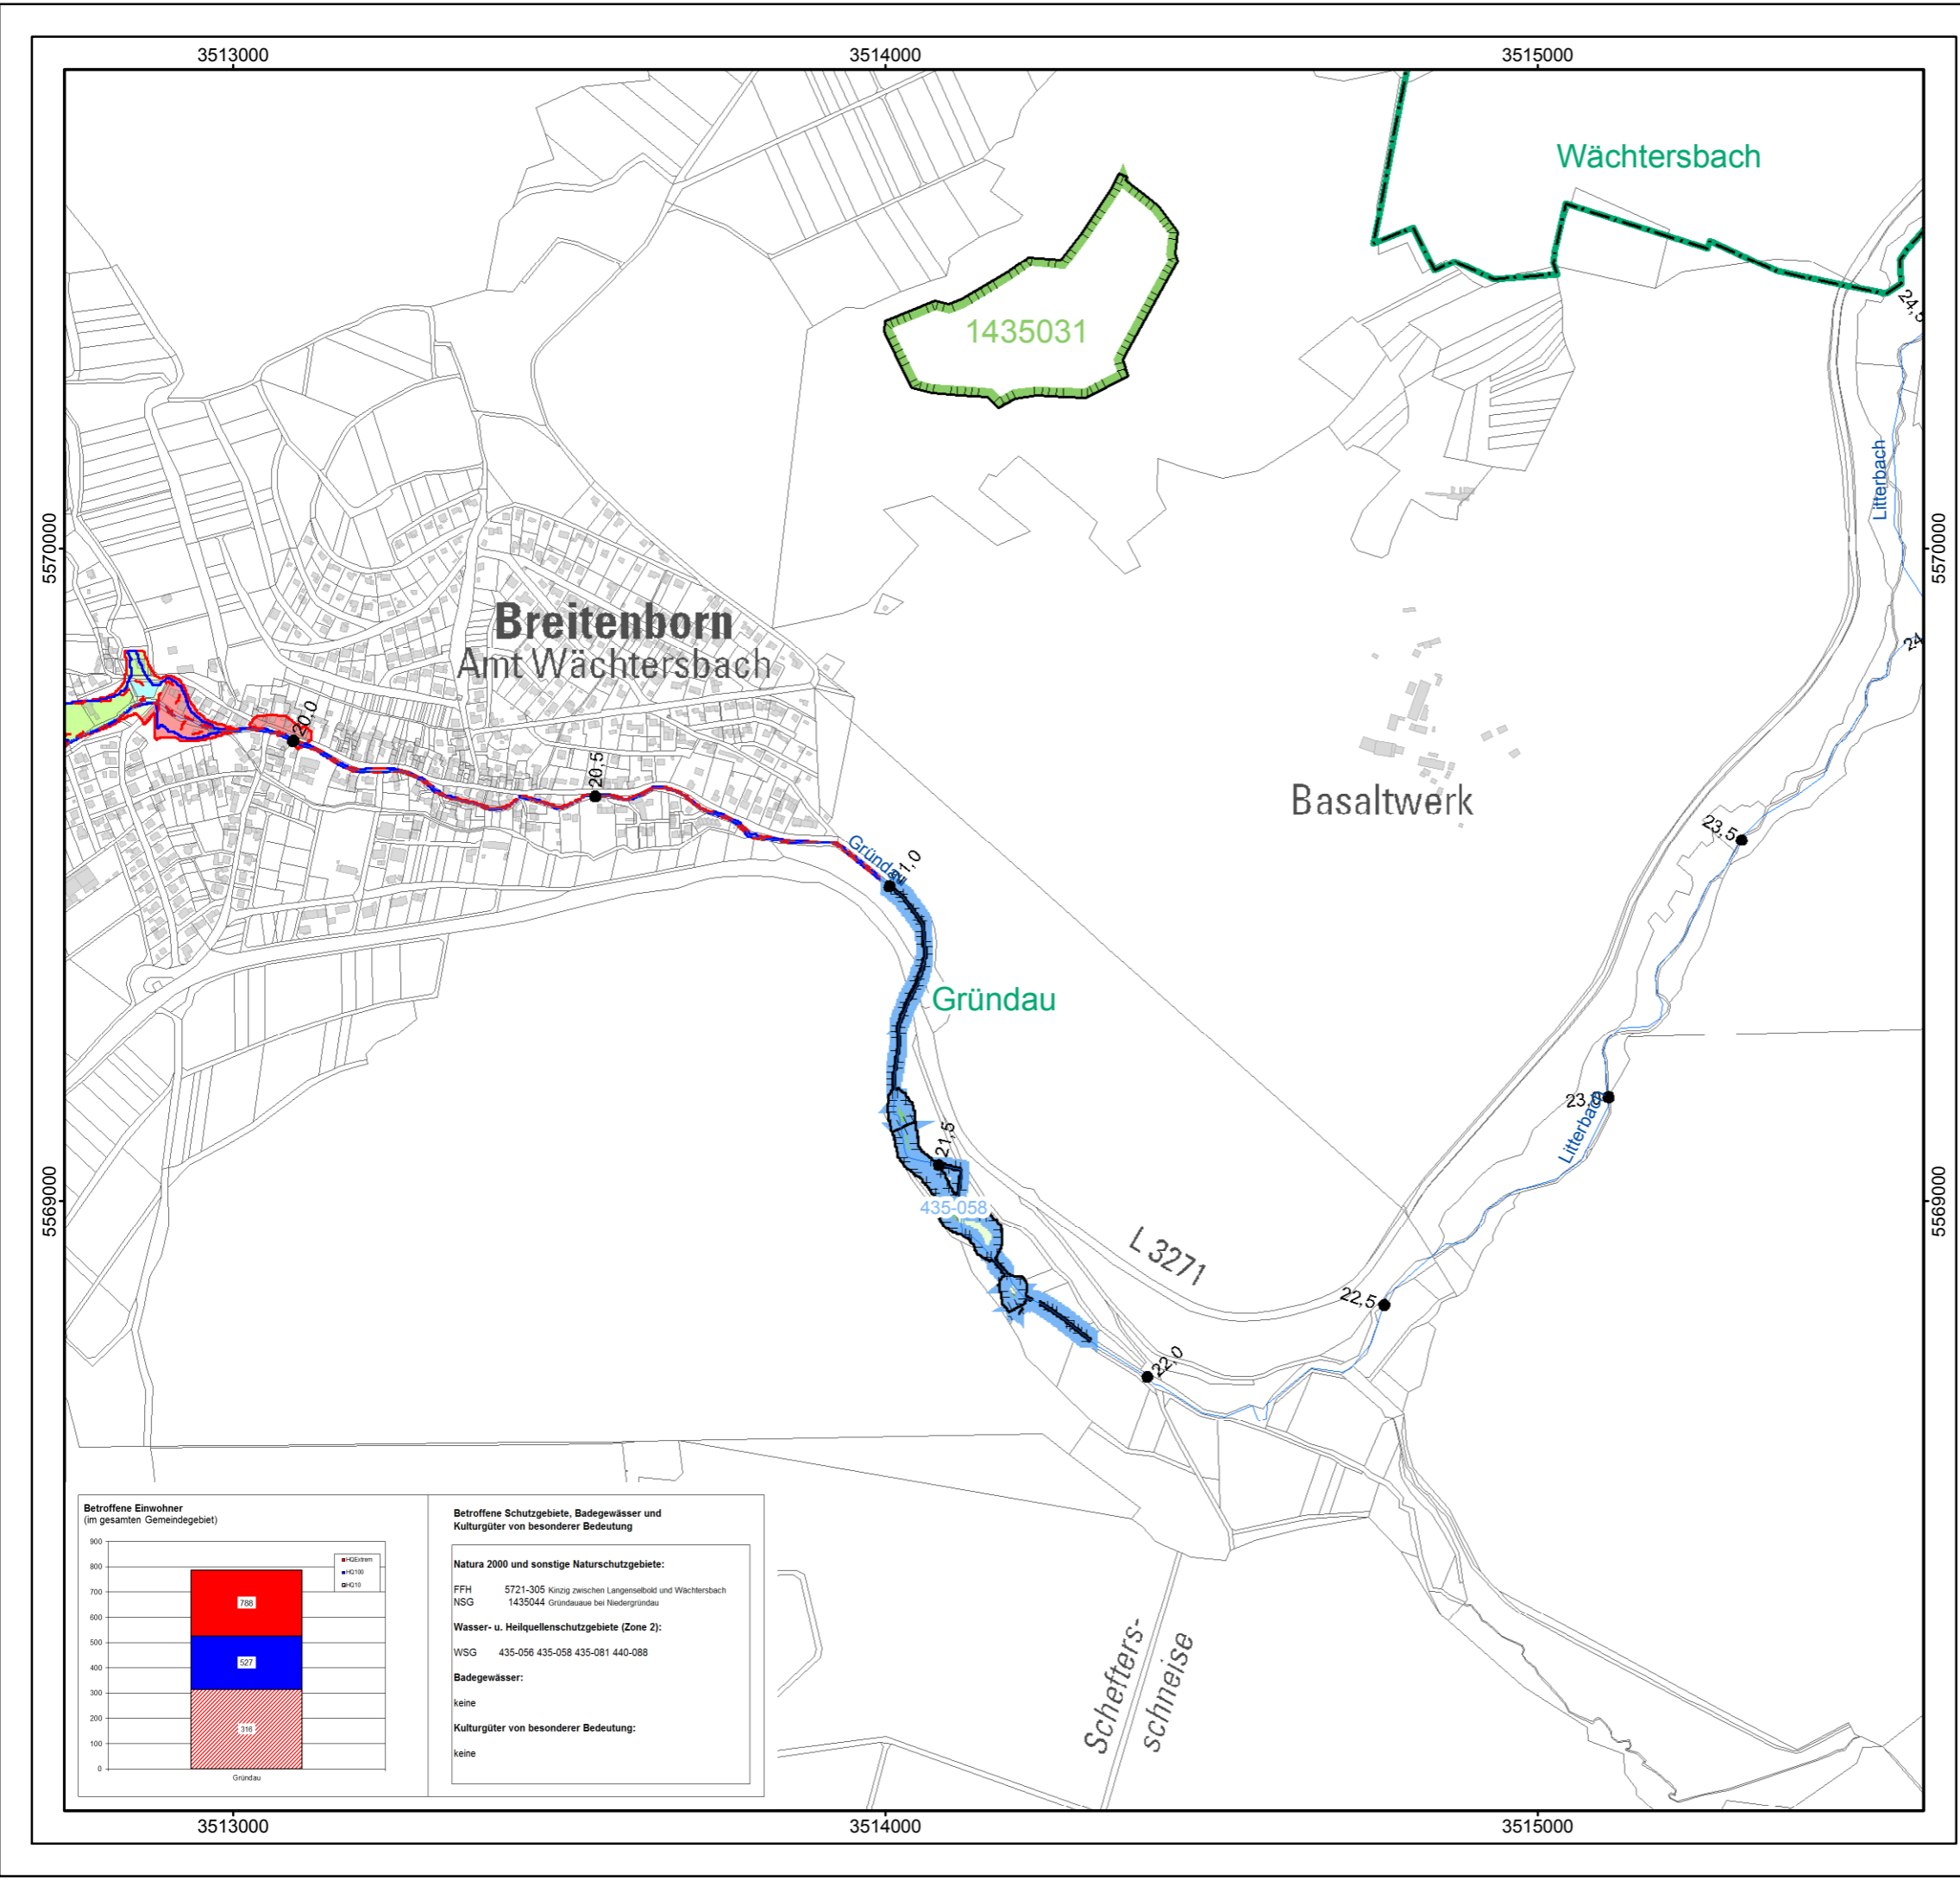 3513000
3514000
3515000
Wächtersbach
1435031
24,5
Litterbach
5570000
5570000
Breitenborn
Amt Wächtersbach
24
20,0
20,5
Basaltwerk
23,5
Gründau
Gründau
23,0
Litterbach
21,5
435-058
5569000
5569000
L 3271
22,5
22,0
Schefters-
schneise
Betroffene Einwohner
(im gesamten Gemeindegebiet)
900
800
700
600
500
400
300
200
100
0
HQExtrem
HQ100
HQ10
788
527
316
Gründau
Betroffene Schutzgebiete, Badegewässer und
Kulturgüter von besonderer Bedeutung
Natura 2000 und sonstige Naturschutzgebiete:
FFH 5721-305 Kinzig zwischen Langenselbold und Wächtersbach
NSG 1435044 Gründauaue bei Niedergründau
Wasser- u. Heilquellenschutzgebiete (Zone 2):
WSG 435-056 435-058 435-081 440-088
Badegewässer:
keine
Kulturgüter von besonderer Bedeutung:
keine
3513000
3514000
3515000